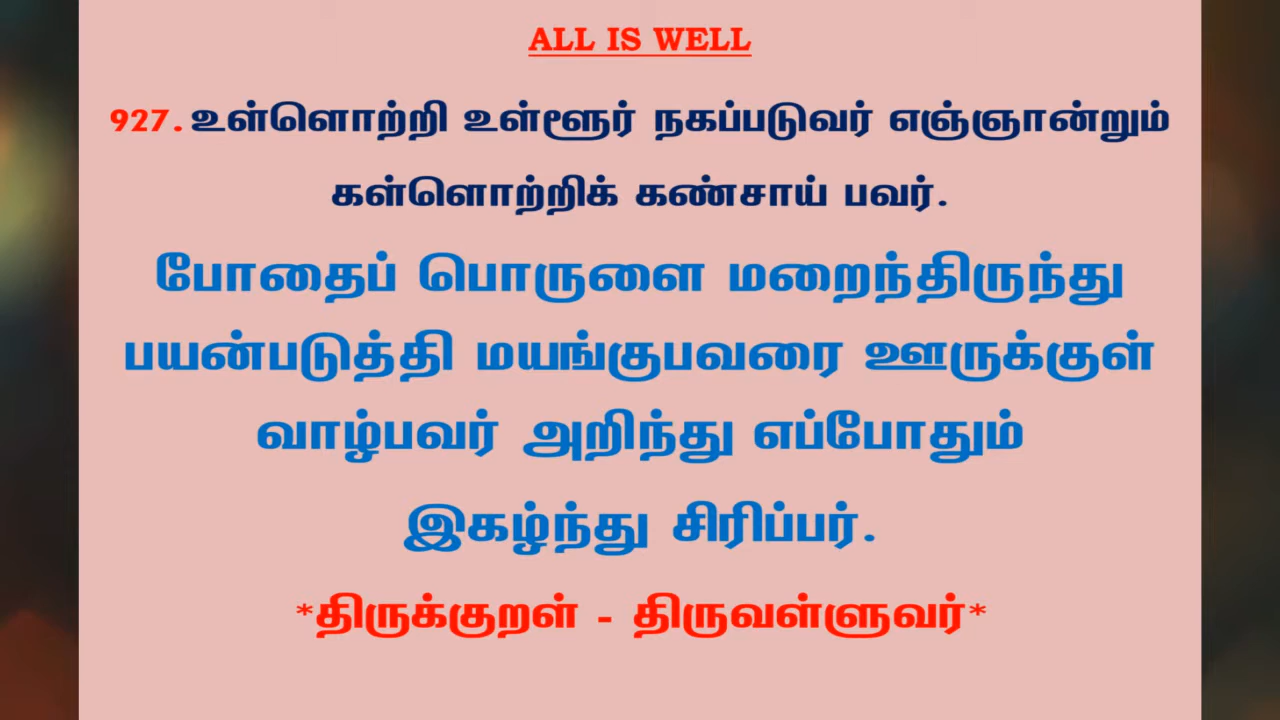 ALL IS WELL
927. உள்ளொற்றி உள்ளூர் நகப்படுவர் எஞ்ஞான்றும்
கள்ளொற்றிக் கண்சாய் பவர்.
போதைப் பொருளை மறைந்திருந்து
பயன்படுத்தி மயங்குபவரை ஊருக்குள்
வாழ்பவர் அறிந்து எப்போதும்
இகழ்ந்து சிரிப்பர்.
*திருக்குறள் - திருவள்ளுவர்*